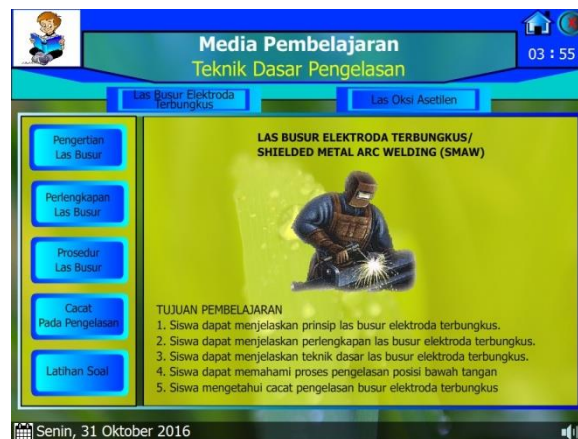 Media Pembelajaran
Teknik Dasar Pengelasan
03 : 55
Las Busur Elektroda
Terbungkus
Las Oksi Asetilen
Pengertian
Las Busur
Perlengkapan
Las Busur
Prosedur
Las Busur
Cacat
Pada Pengelasan
Latihan Soal
LAS BUSUR ELEKTRODA TERBUNGKUS/
SHIELDED METAL ARC WELDING (SMAW)
TUJUAN PEMBELAJARAN
1. Siswa dapat menjelaskan prinsip las busur elektroda terbungkus.
2. Siswa dapat menjelaskan perlengkapan las busur elektroda terbungkus.
3. Siswa dapat menjelaskan teknik dasar las busur elektroda terbungkus.
4. Siswa dapat memahami proses pengelasan posisi bawah tangan
5. Siswa mengetahui cacat pengelasan busur elektroda terbungkus
Senin, 31 Oktober 2016